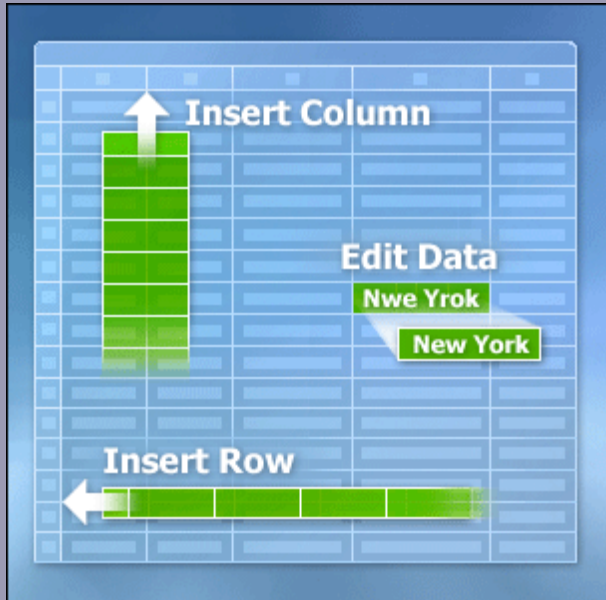 Insert Column
Edit Data
Nwe Yrok
New York
Insert Row